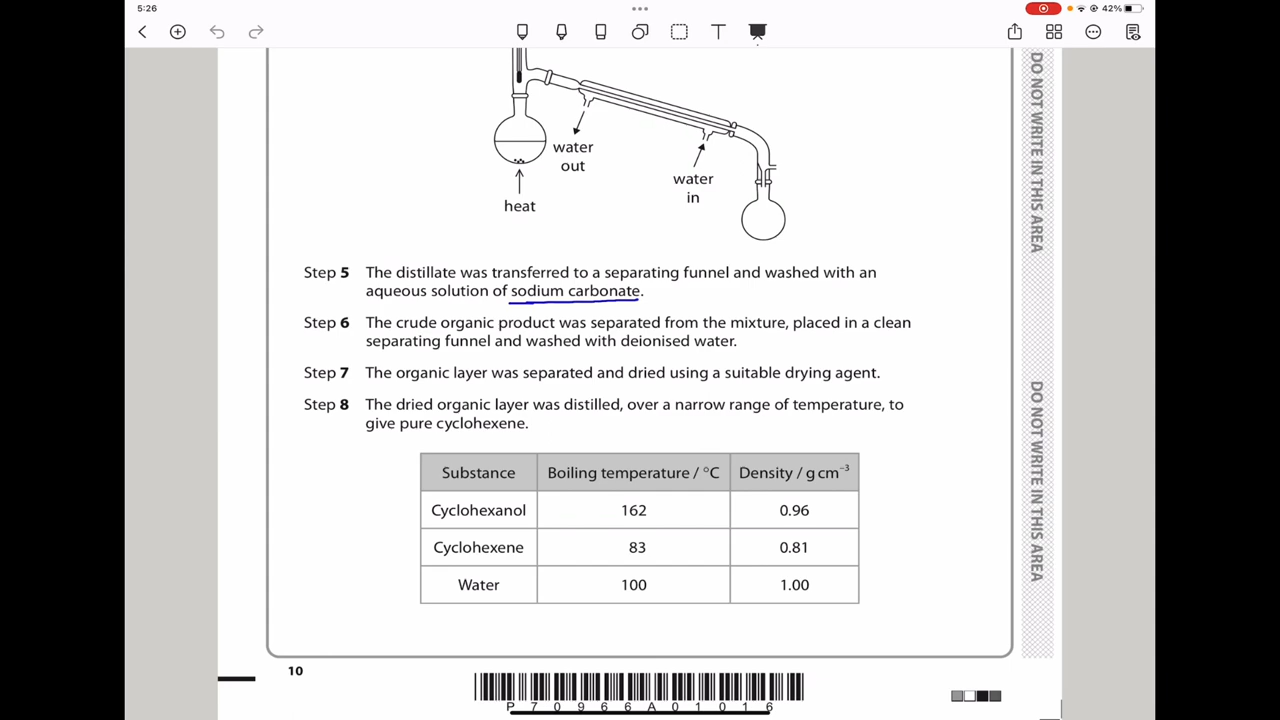 5:26
42%
water
out
water
in
heat
Step 5 The distillate was transferred to a separating funnel and washed with an
aqueous solution of sodium carbonate.
Step 6 The crude organic product was separated from the mixture, placed in a clean
separating funnel and washed with deionised water.
Step 7 The organic layer was separated and dried using a suitable drying agent.
Step 8 The dried organic layer was distilled, over a narrow range of temperature, to
give pure cyclohexene.
Substance Boiling temperature / °C Density / g cm⁻³
Cyclohexanol 162 0.96
Cyclohexene 83 0.81
Water 100 1.00
10
P 7 0 9 6 6 A 0 1 0 1 6
DO NOT WRITE IN THIS AREA
DO NOT WRITE IN THIS AREA